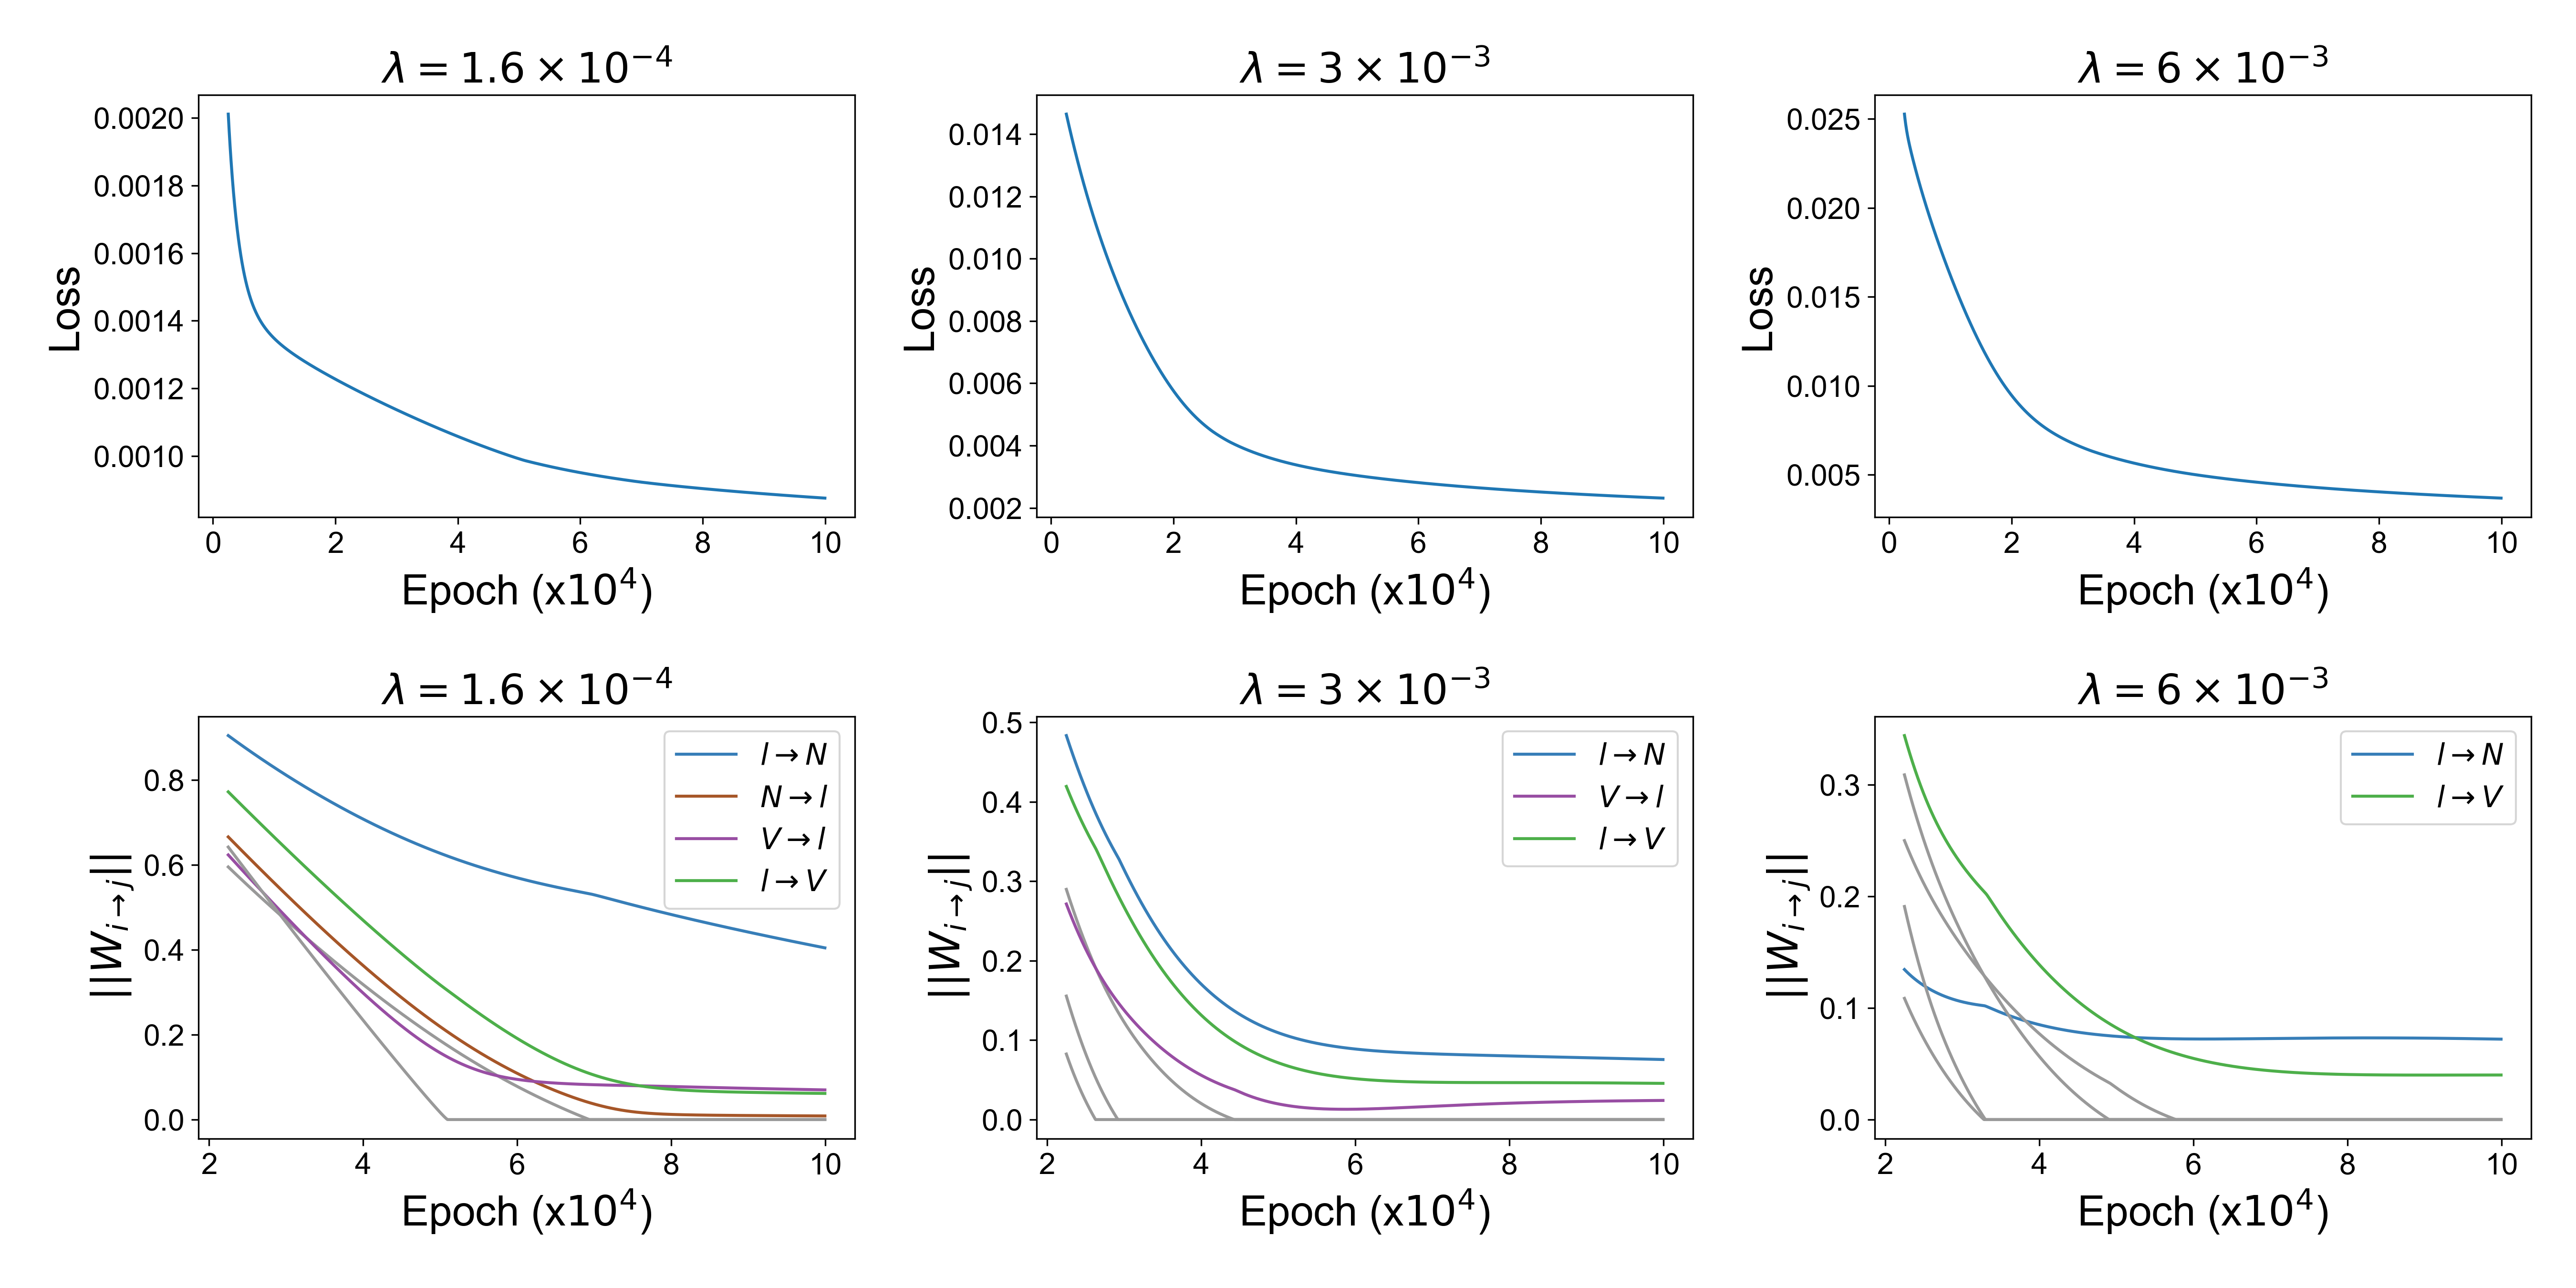 λ = 1.6 × 10⁻⁴
0.0020
0.0018
0.0016
0.0014
0.0012
0.0010
Loss
0 2 4 6 8 10
Epoch (x10⁴)
λ = 3 × 10⁻³
0.014
0.012
0.010
0.008
0.006
0.004
0.002
Loss
0 2 4 6 8 10
Epoch (x10⁴)
λ = 6 × 10⁻³
0.025
0.020
0.015
0.010
0.005
Loss
0 2 4 6 8 10
Epoch (x10⁴)
λ = 1.6 × 10⁻⁴
0.8
0.6
0.4
0.2
0.0
||W_{i→j}||
l→N
N→l
V→l
l→V
2 4 6 8 10
Epoch (x10⁴)
λ = 3 × 10⁻³
0.5
0.4
0.3
0.2
0.1
0.0
||W_{i→j}||
l→N
V→l
l→V
2 4 6 8 10
Epoch (x10⁴)
λ = 6 × 10⁻³
0.3
0.2
0.1
0.0
||W_{i→j}||
l→N
l→V
2 4 6 8 10
Epoch (x10⁴)